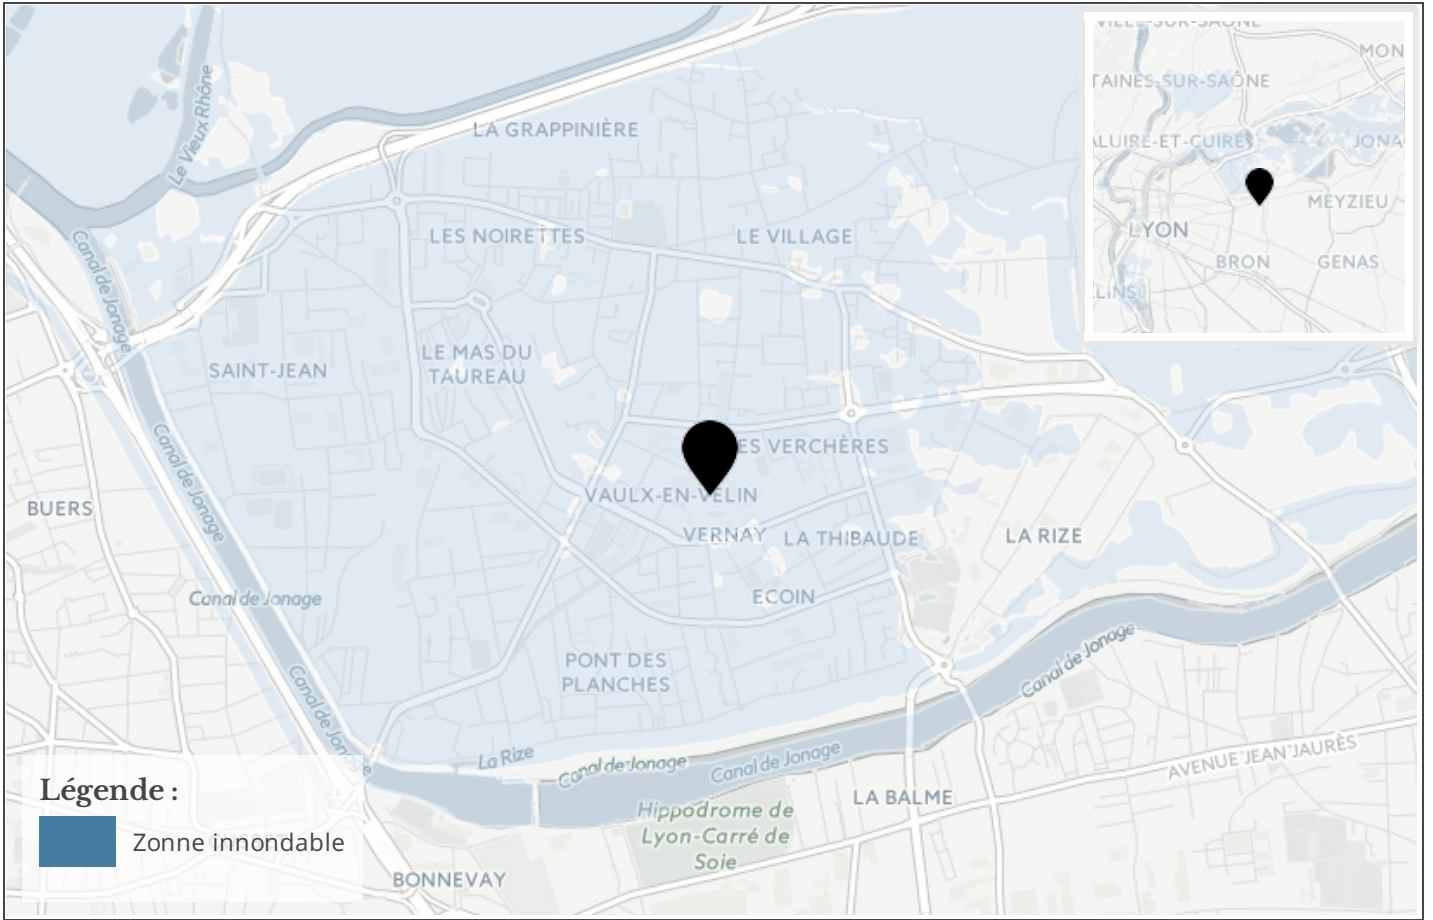 VILLE-SUR-SAÔNE
MON
TAINES-SUR-SAÔNE
ALUIRE-ET-CUIRE
JONA
MEYZIEU
LYON
BRON
GENAS
LLINS
Le Vieux Rhône
LA GRAPPINIÈRE
LES NOIRETTES
LE VILLAGE
Canal de Jonage
SAINT-JEAN
LE MAS DU
TAUREAU
Canal de Jonage
ES VERCHÈRES
VAULX-EN-VELIN
BUERS
VERNAY
LA THIBAUDE
LA RIZE
Canal de Jonage
ECOIN
PONT DES
PLANCHES
Canal de Jonage
Canal de Jonage
La Rize
Canal de Jonage
Canal de Jonage
AVENUE JEAN JAURÈS
Légende :
Zonne innondable
Hippodrome de
Lyon-Carré de
Soie
LA BALME
BONNEVAY